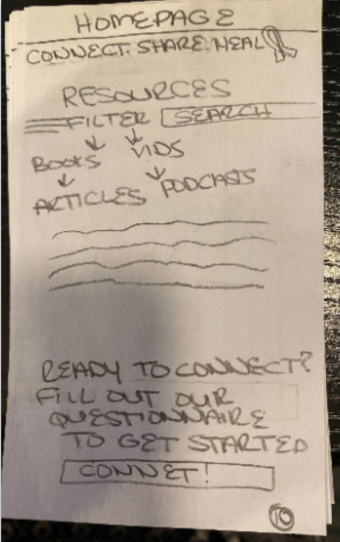 HOMEPAGE
CONNECT. SHARE. HEAL
RESOURCES
FILTER SEARCH
BOOKS VIDS
ARTICLES PODCASTS
READY TO CONNECT?
FILL OUT OUR
QUESTIONNAIRE
TO GET STARTED
CONNET!
10